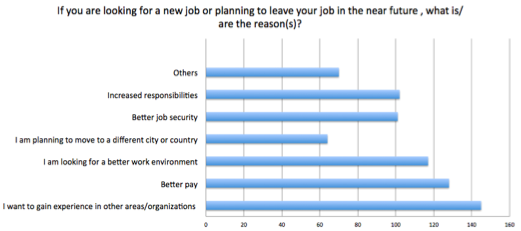 If you are looking for a new job or planning to leave your job in the near future , what is/
are the reason(s)?
Others
Increased responsibilities
Better job security
I am planning to move to a different city or country
I am looking for a better work environment
Better pay
I want to gain experience in other areas/organizations
0 20 40 60 80 100 120 140 160